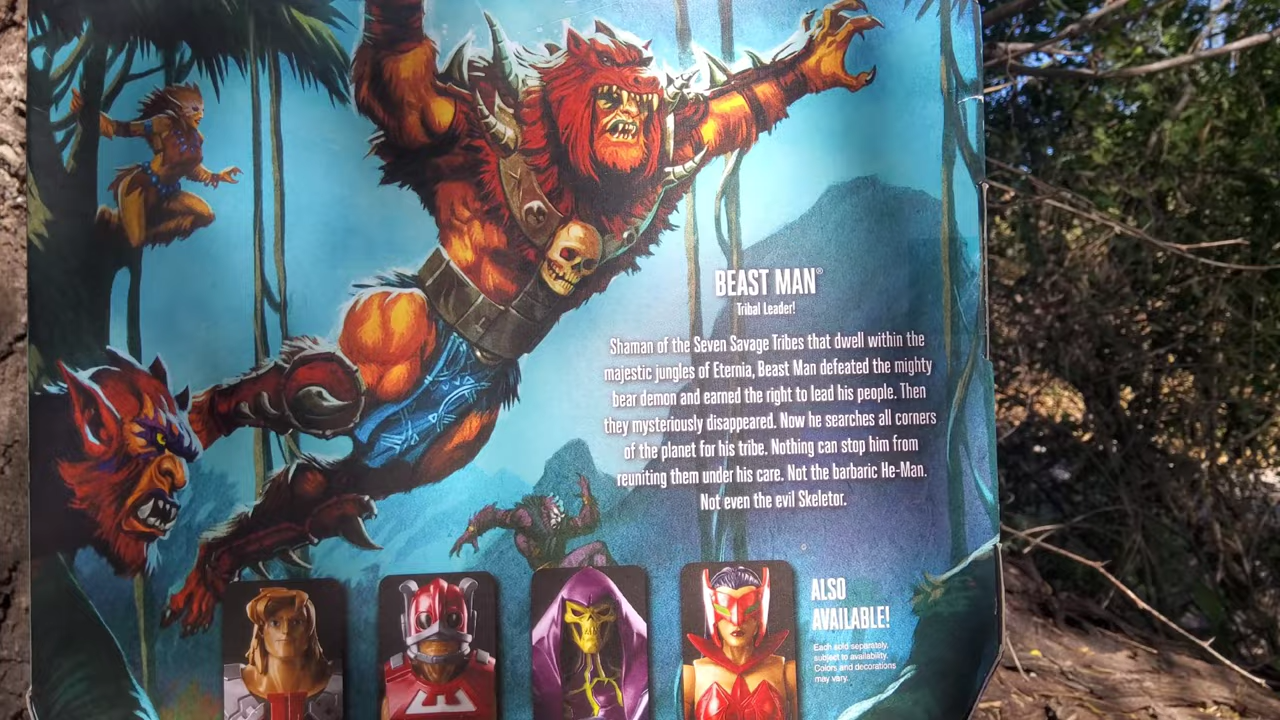 BEAST MAN®
Tribal Leader!
Shaman of the Seven Savage Tribes that dwell within the
majestic jungles of Eternia, Beast Man defeated the mighty
bear demon and earned the right to lead his people. Then
they mysteriously disappeared. Now he searches all corners
of the planet for his tribe. Nothing can stop him from
reuniting them under his care. Not the barbaric He-Man.
Not even the evil Skeletor.
ALSO
AVAILABLE!
Each sold separately,
subject to availability.
Colors and decorations
may vary.